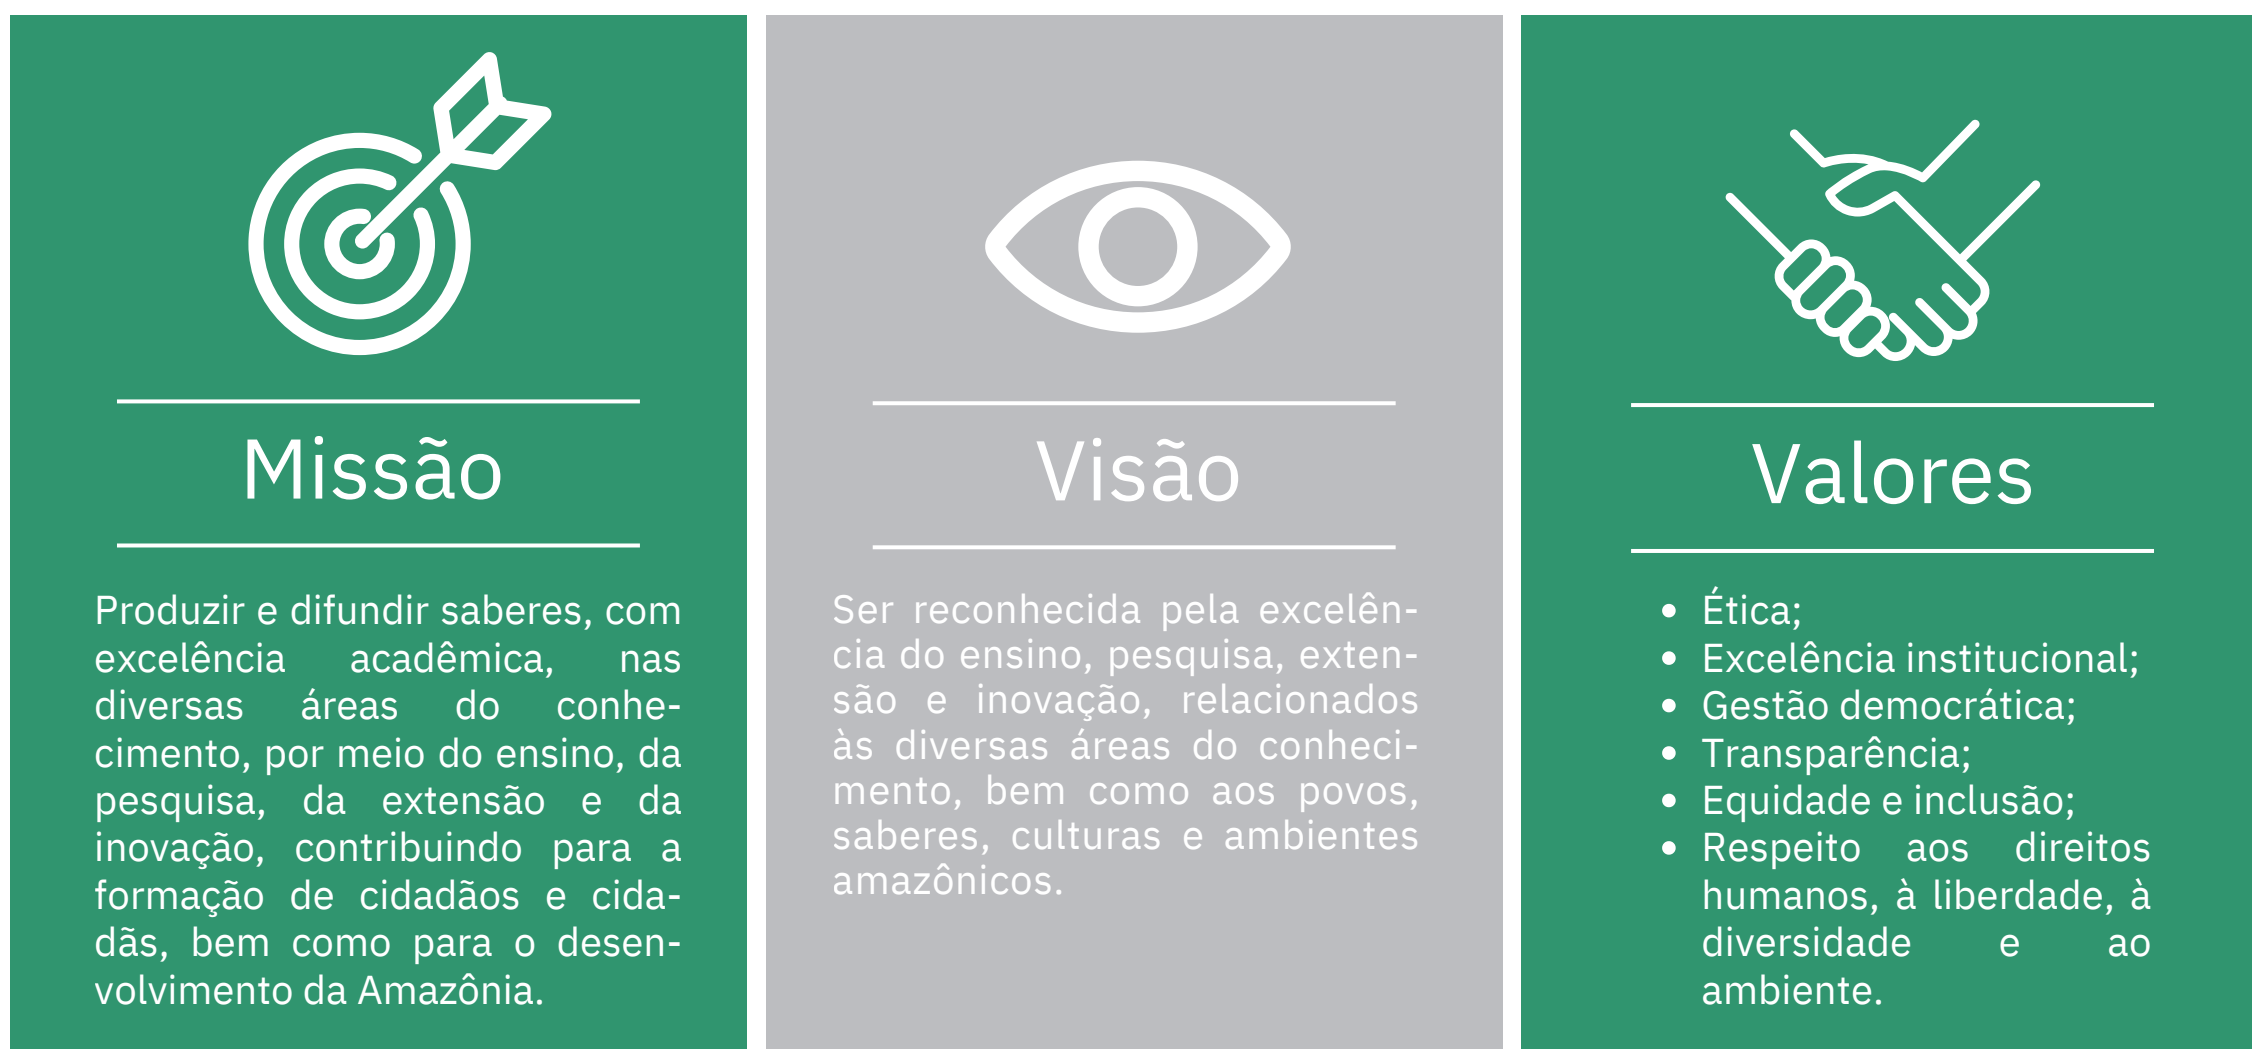 Missão
Produzir e difundir saberes, com
excelência acadêmica, nas
diversas áreas do conhe-
cimento, por meio do ensino, da
pesquisa, da extensão e da
inovação, contribuindo para a
formação de cidadãos e cida-
dãs, bem como para o desen-
volvimento da Amazônia.
Visão
Ser reconhecida pela excelên-
cia do ensino, pesquisa, exten-
são e inovação, relacionados
às diversas áreas do conheci-
mento, bem como aos povos,
saberes, culturas e ambientes
amazônicos.
Valores
• Ética;
• Excelência institucional;
• Gestão democrática;
• Transparência;
• Equidade e inclusão;
• Respeito aos direitos
humanos, à liberdade, à
diversidade e ao
ambiente.